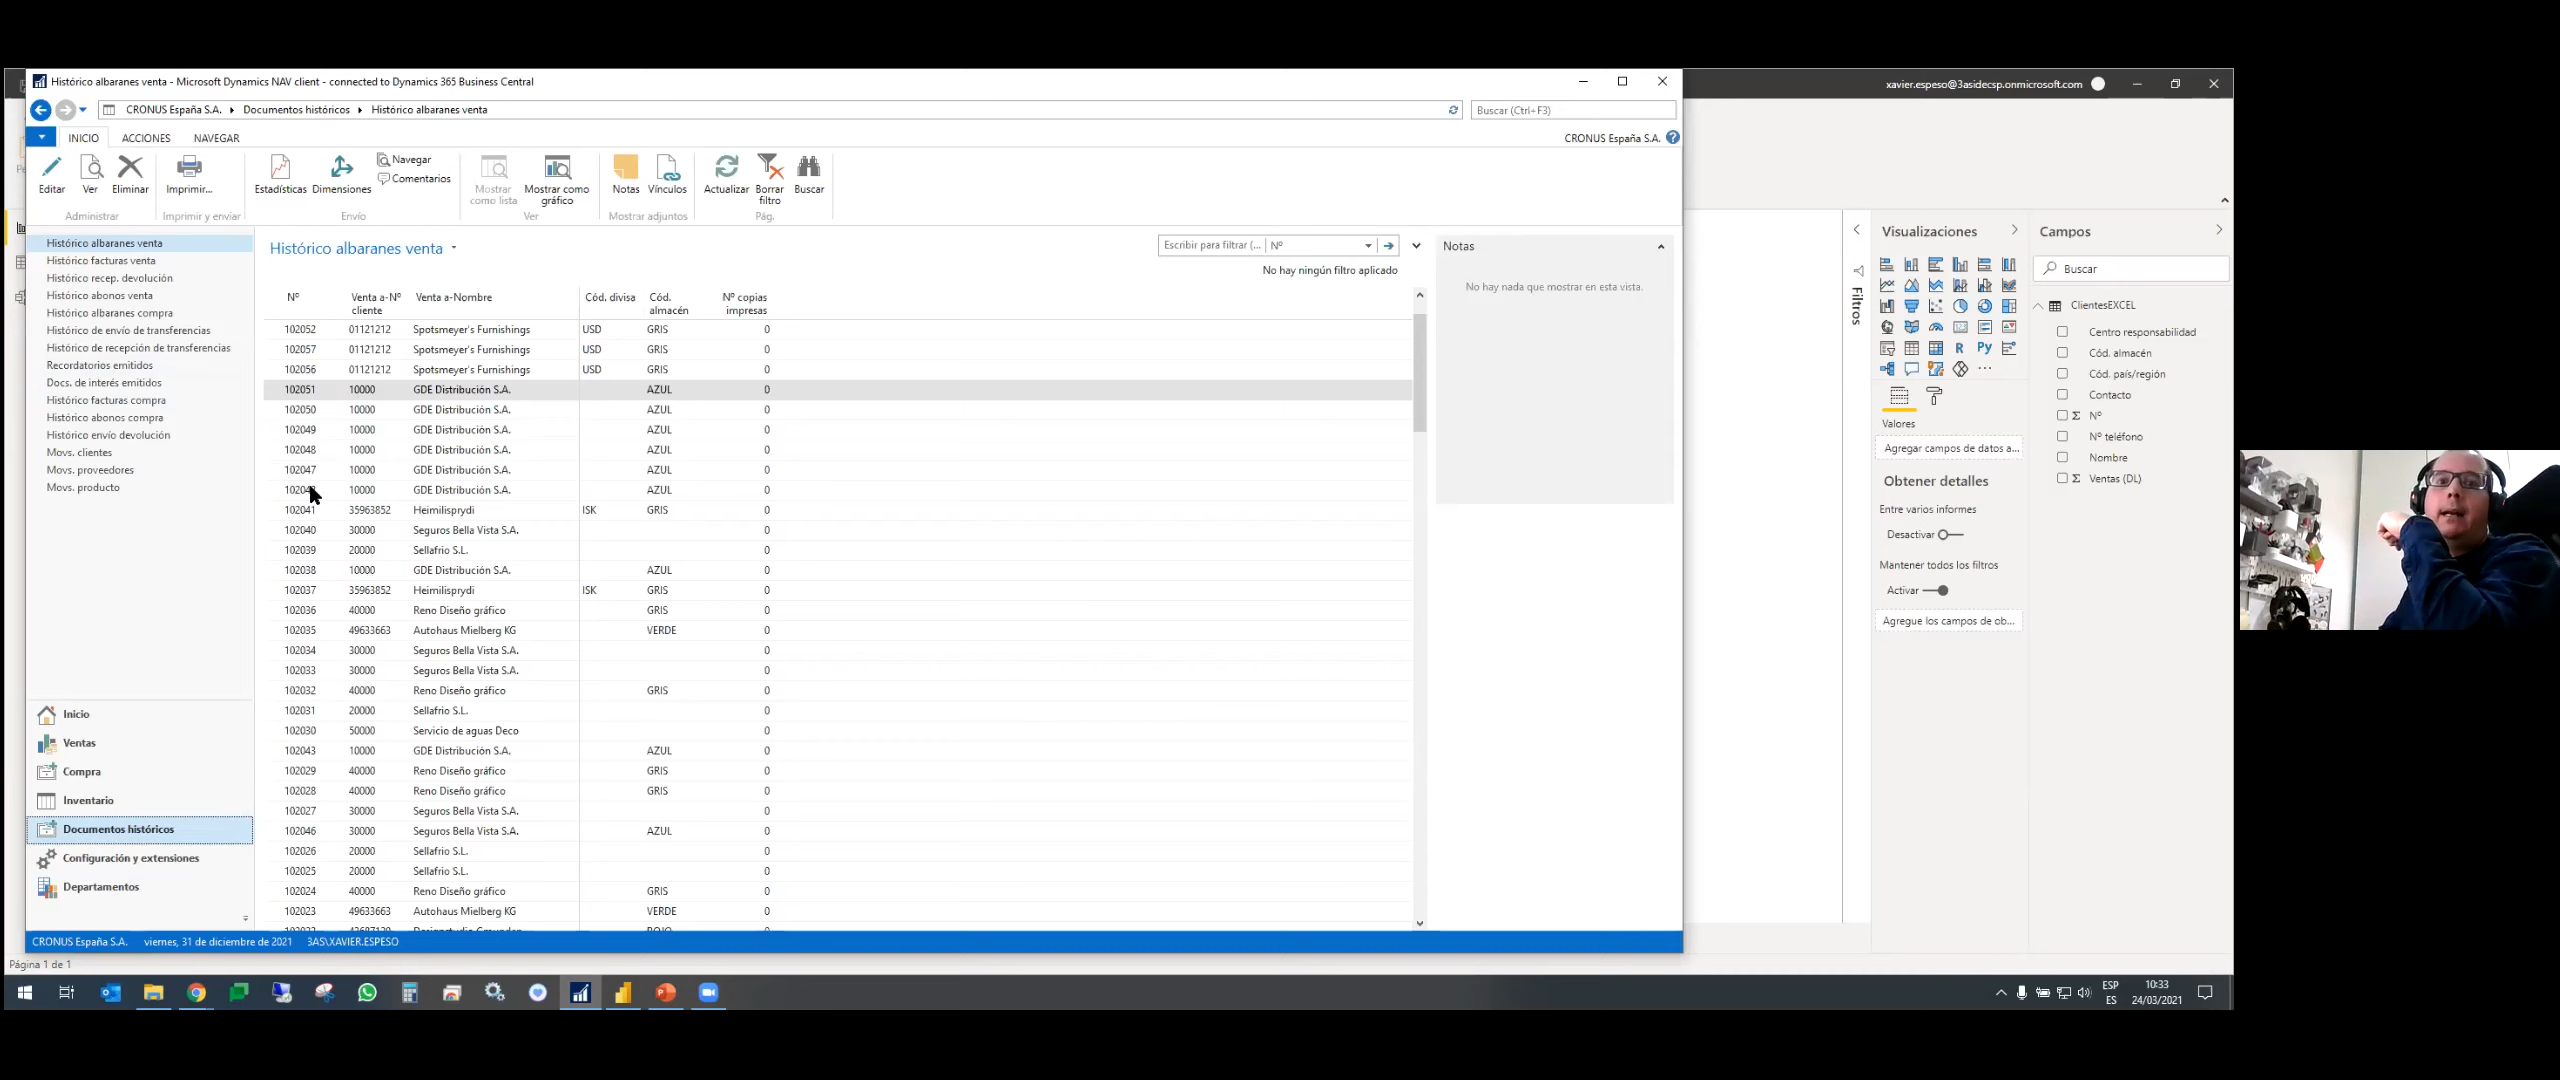 Histórico albaranes venta - Microsoft Dynamics NAV client - connected to Dynamics 365 Business Central
xavier.espeso@3asidecsp.onmicrosoft.com
CRONUS España S.A. Documentos históricos Histórico albaranes venta
Buscar (Ctrl+F3)
INICIO ACCIONES NAVEGAR
CRONUS España S.A.
Editar Ver Eliminar Imprimir... Estadísticas Dimensiones Navegar Comentarios Mostrar como lista Mostrar como gráfico Notas Vínculos Actualizar Borrar filtro Buscar
Administrar Imprimir y enviar Envío Ver Mostrar adjuntos Pág.
Histórico albaranes venta
Histórico facturas venta
Histórico recep. devolución
Histórico abonos venta
Histórico albaranes compra
Histórico de envío de transferencias
Histórico de recepción de transferencias
Recordatorios emitidos
Docs. de interés emitidos
Histórico facturas compra
Histórico abonos compra
Histórico envío devolución
Movs. clientes
Movs. proveedores
Movs. producto
Inicio
Ventas
Compra
Inventario
Documentos históricos
Configuración y extensiones
Departamentos
Histórico albaranes venta
Escribir para filtrar (... Nº
No hay ningún filtro aplicado
Nº Venta a-Nº cliente Venta a-Nombre Cód. divisa Cód. almacén Nº copias impresas
102052 01121212 Spotsmeyer's Furnishings USD GRIS 0
102057 01121212 Spotsmeyer's Furnishings USD GRIS 0
102056 01121212 Spotsmeyer's Furnishings USD GRIS 0
102051 10000 GDE Distribución S.A. AZUL 0
102050 10000 GDE Distribución S.A. AZUL 0
102049 10000 GDE Distribución S.A. AZUL 0
102048 10000 GDE Distribución S.A. AZUL 0
102047 10000 GDE Distribución S.A. AZUL 0
10000 GDE Distribución S.A. AZUL 0
102041 35963852 Heimilisprydi ISK GRIS 0
102040 30000 Seguros Bella Vista S.A. 0
102039 20000 Sellafrio S.L. 0
102038 10000 GDE Distribución S.A. AZUL 0
102037 35963852 Heimilisprydi ISK GRIS 0
102036 40000 Reno Diseño gráfico GRIS 0
102035 49633663 Autohaus Mielberg KG VERDE 0
102034 30000 Seguros Bella Vista S.A. 0
102033 30000 Seguros Bella Vista S.A. 0
102032 40000 Reno Diseño gráfico GRIS 0
102031 20000 Sellafrio S.L. 0
102030 50000 Servicio de aguas Deco 0
102043 10000 GDE Distribución S.A. AZUL 0
102029 40000 Reno Diseño gráfico GRIS 0
102028 40000 Reno Diseño gráfico GRIS 0
102027 30000 Seguros Bella Vista S.A. 0
102046 30000 Seguros Bella Vista S.A. AZUL 0
102026 20000 Sellafrio S.L. 0
102025 20000 Sellafrio S.L. 0
102024 40000 Reno Diseño gráfico GRIS 0
102023 49633663 Autohaus Mielberg KG VERDE 0
Notas
No hay nada que mostrar en esta vista.
CRONUS España S.A. viernes, 31 de diciembre de 2021 3AS\XAVIER.ESPESO
Página 1 de 1
Filtros
Visualizaciones
R Py
Valores
Agregar campos de datos a...
Obtener detalles
Entre varios informes
Desactivar
Mantener todos los filtros
Activar
Agregue los campos de ob...
Campos
Buscar
ClientesEXCEL
Centro responsabilidad
Cód. almacén
Cód. país/región
Contacto
Σ Nº
Nº teléfono
Nombre
Σ Ventas (DL)
ESP
ES
10:33
24/03/2021